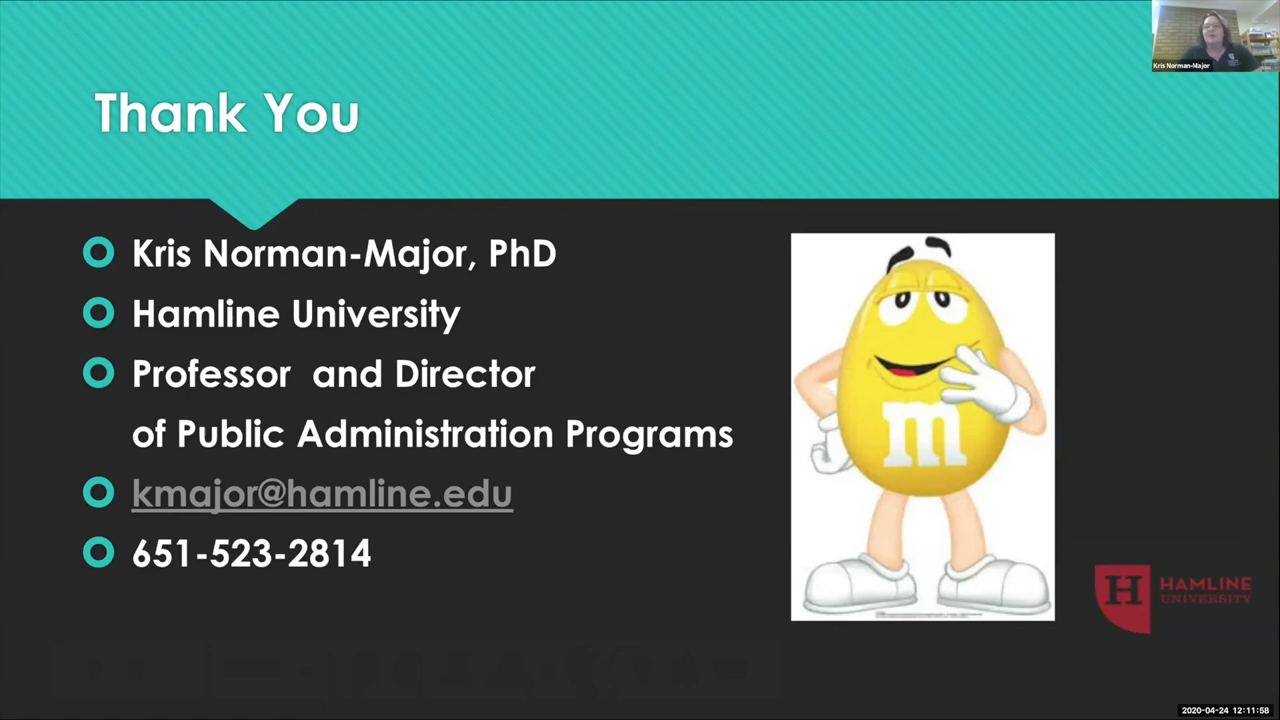 Kris Norman-Major
Thank You
Kris Norman-Major, PhD
Hamline University
Professor and Director
of Public Administration Programs
kmajor@hamline.edu
651-523-2814
m
H HAMLINE
UNIVERSITY
2020-04-24 12:11:58